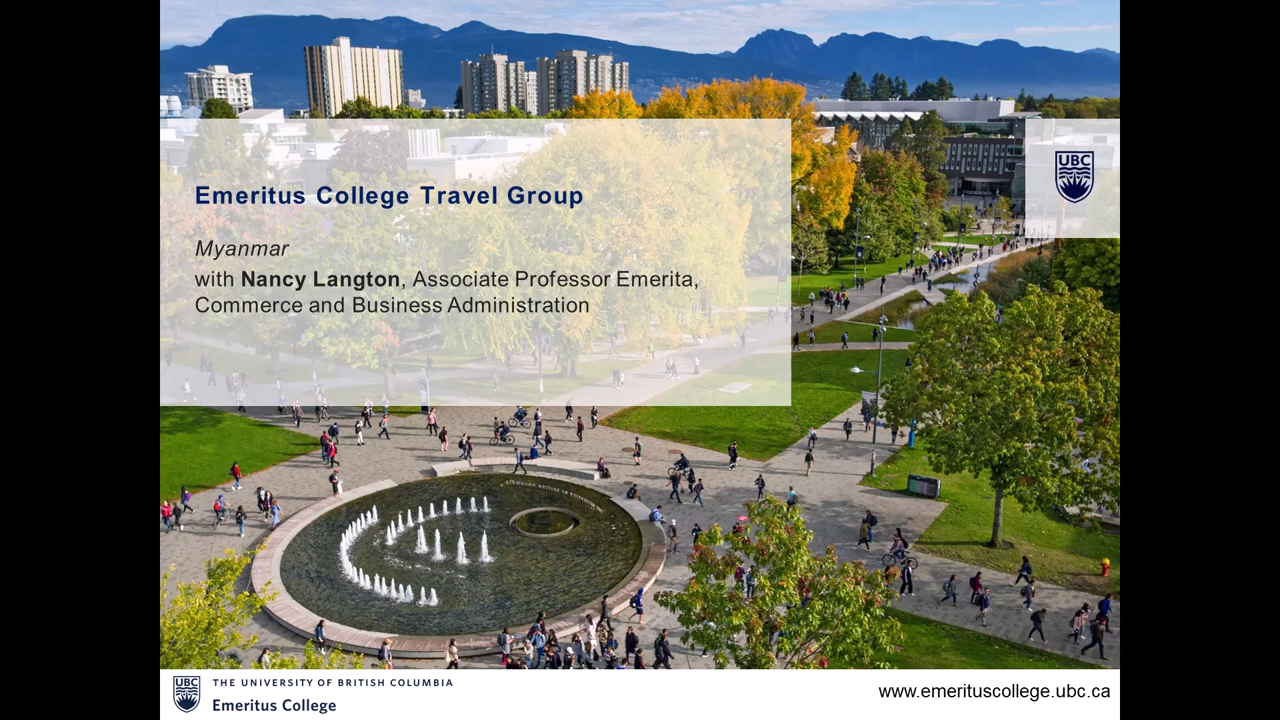 Emeritus College Travel Group
Myanmar
with Nancy Langton, Associate Professor Emerita,
Commerce and Business Administration
UBC
UBC
THE UNIVERSITY OF BRITISH COLUMBIA
Emeritus College
www.emerituscollege.ubc.ca